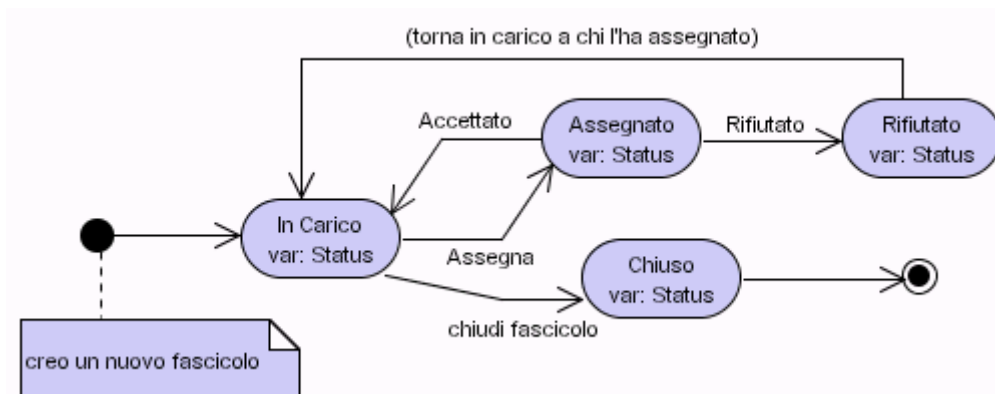 (torna in carico a chi l'ha assegnato)
Accettato
Assegnato
var: Status
Rifiutato
Rifiutato
var: Status
In Carico
var: Status
Assegna
Chiuso
var: Status
chiudi fascicolo
creo un nuovo fascicolo